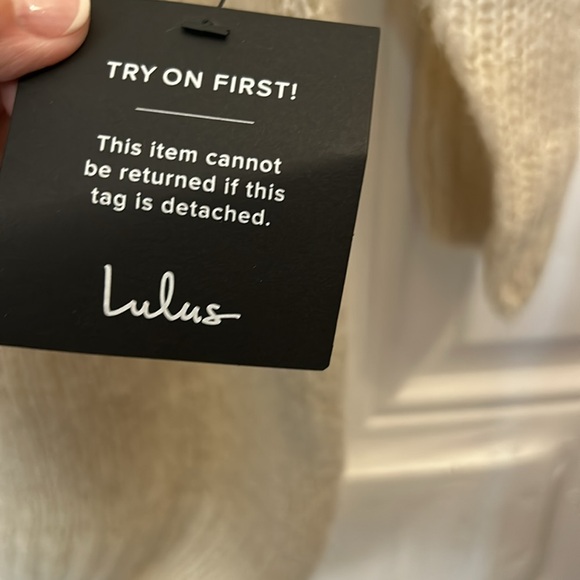 TRY ON FIRST!
This item cannot
be returned if this
tag is detached.
Lulus